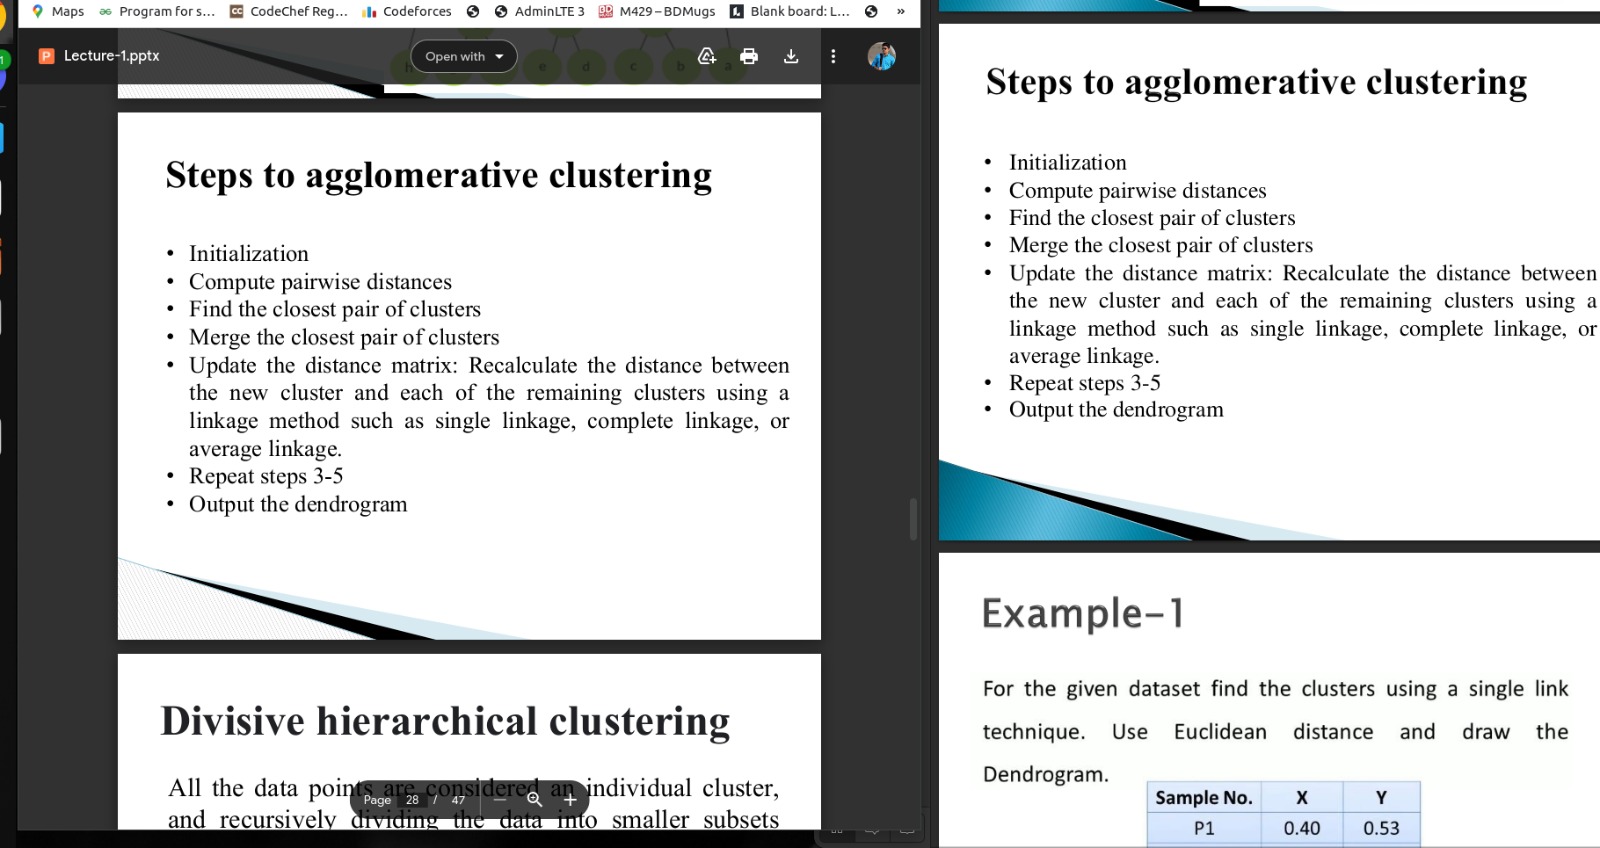 Maps
Program for s...
CodeChef Reg...
Codeforces
AdminLTE 3
M429 – BDMugs
Blank board: L...
»
Lecture-1.pptx
Open with
e d c b a
Steps to agglomerative clustering
• Initialization
• Compute pairwise distances
• Find the closest pair of clusters
• Merge the closest pair of clusters
• Update the distance matrix: Recalculate the distance between
the new cluster and each of the remaining clusters using a
linkage method such as single linkage, complete linkage, or
average linkage.
• Repeat steps 3-5
• Output the dendrogram
Divisive hierarchical clustering
All the data points are considered an individual cluster,
and recursively dividing the data into smaller subsets
Page 28 / 47
Steps to agglomerative clustering
• Initialization
• Compute pairwise distances
• Find the closest pair of clusters
• Merge the closest pair of clusters
• Update the distance matrix: Recalculate the distance between
the new cluster and each of the remaining clusters using a
linkage method such as single linkage, complete linkage, or
average linkage.
• Repeat steps 3-5
• Output the dendrogram
Example-1
For the given dataset find the clusters using a single link
technique. Use Euclidean distance and draw the
Dendrogram.
Sample No. X Y
P1 0.40 0.53